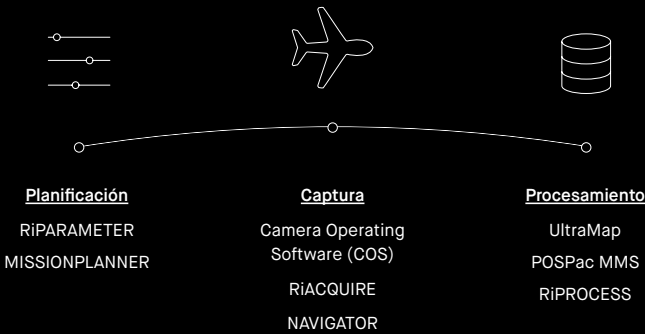 Planificación
RiPARAMETER
MISSIONPLANNER
Captura
Camera Operating
Software (COS)
RiACQUIRE
NAVIGATOR
Procesamiento
UltraMap
POSPac MMS
RiPROCESS